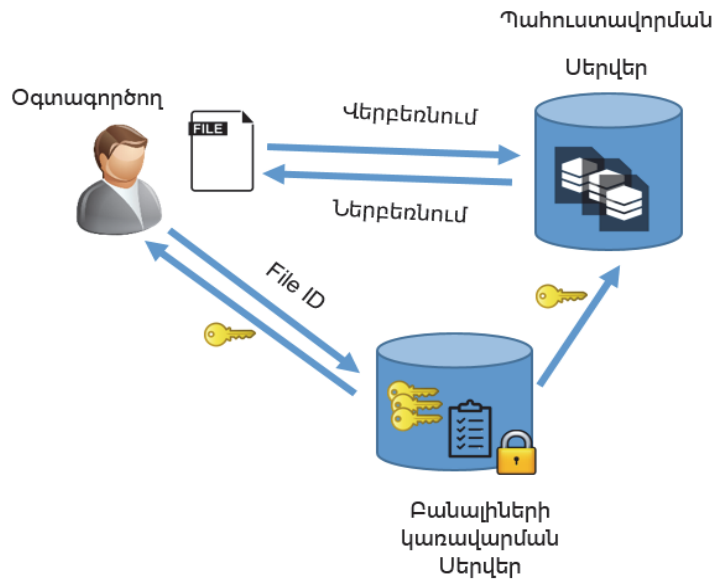 Պահուստավորման
Սերվեր
Օգտագործող
FILE
Վերբեռնում
Ներբեռնում
File ID
Բանալիների
կառավարման
Սերվեր